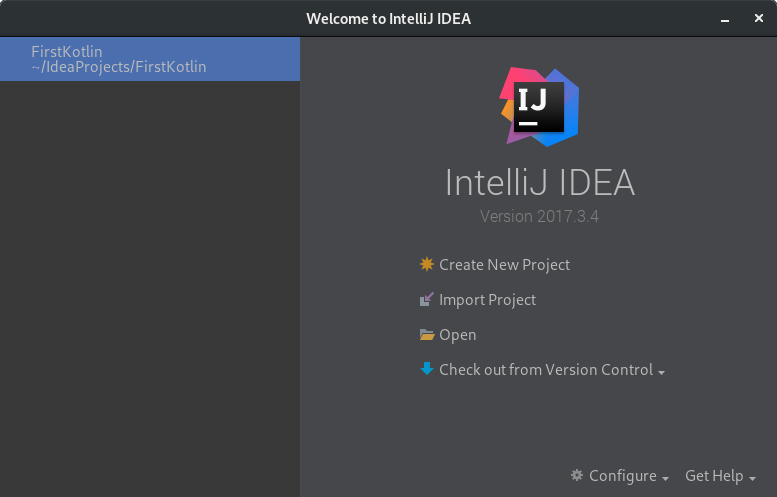 Welcome to IntelliJ IDEA
FirstKotlin
~/IdeaProjects/FirstKotlin
IJ
IntelliJ IDEA
Version 2017.3.4
Create New Project
Import Project
Open
Check out from Version Control
Configure
Get Help